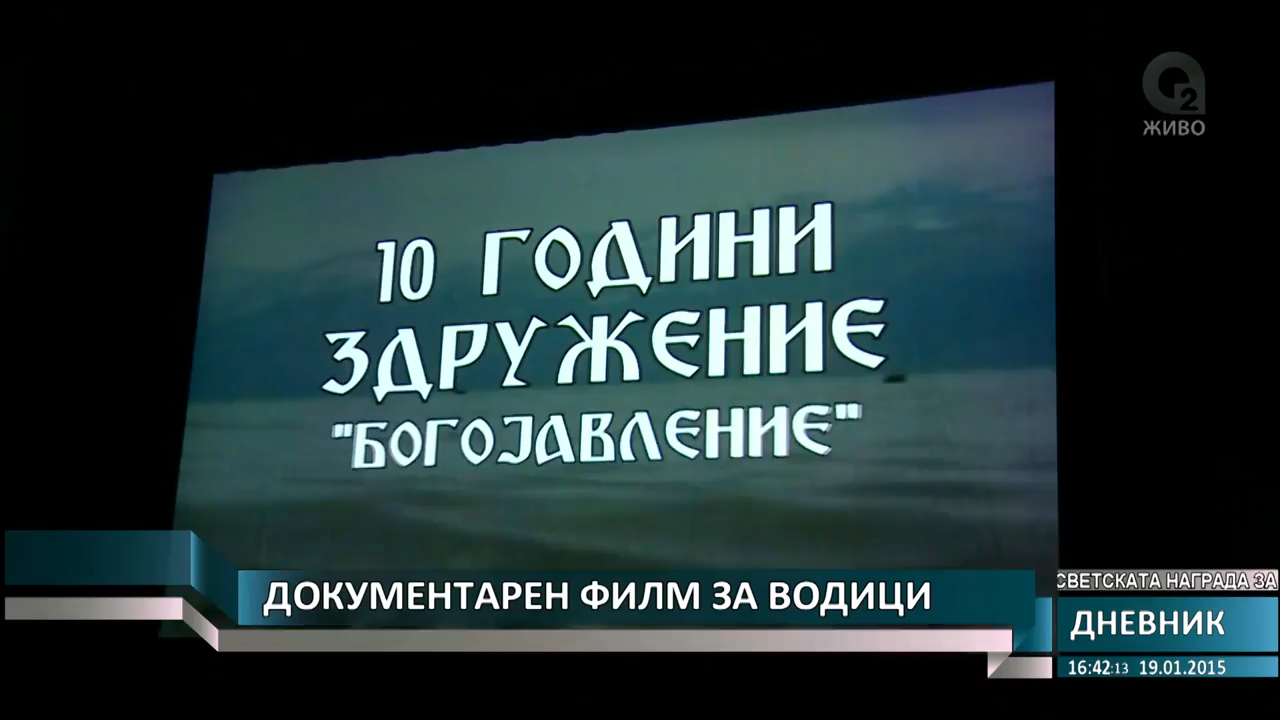 2
ЖИВО
10 ГОДИНИ
ЗДРУЖЕНИЕ
"БОГОЈАВЛЕНИЕ"
ДОКУМЕНТАРЕН ФИЛМ ЗА ВОДИЦИ
СВЕТСКАТА НАГРАДА ЗА
ДНЕВНИК
16:42:13 19.01.2015